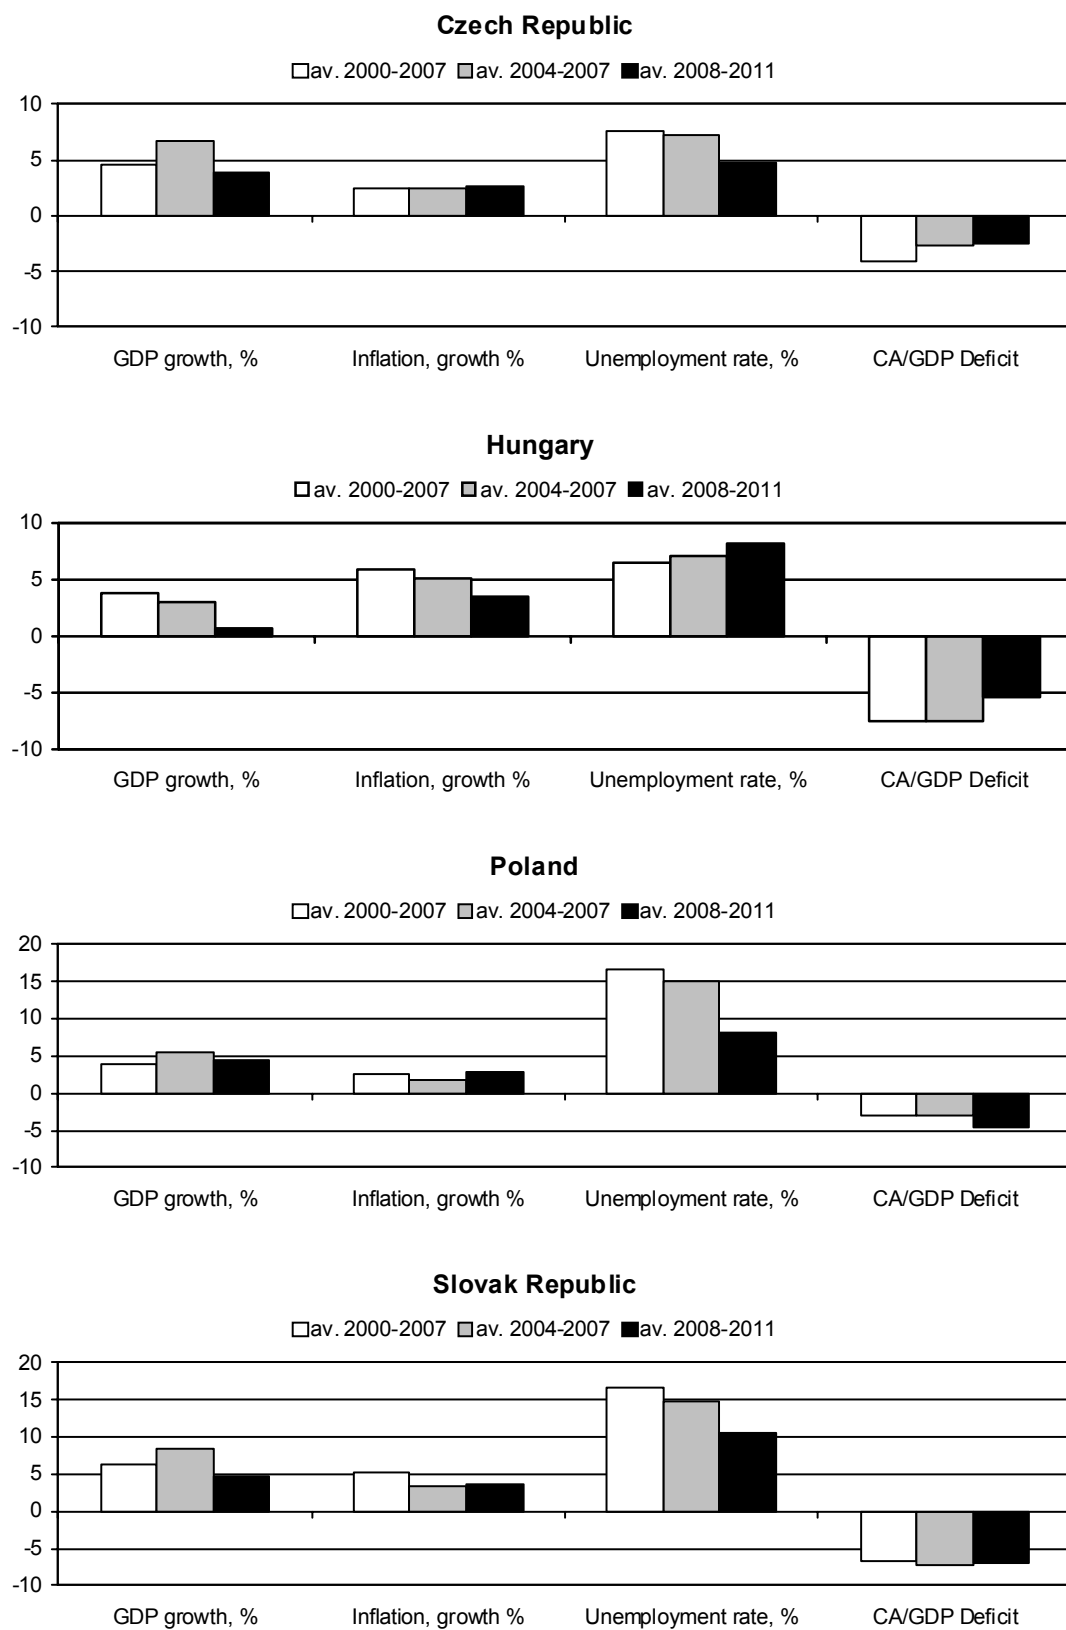 Czech Republic
av. 2000-2007 av. 2004-2007 av. 2008-2011
10
5
0
-5
-10
GDP growth, % Inflation, growth % Unemployment rate, % CA/GDP Deficit
Hungary
av. 2000-2007 av. 2004-2007 av. 2008-2011
10
5
0
-5
-10
GDP growth, % Inflation, growth % Unemployment rate, % CA/GDP Deficit
Poland
av. 2000-2007 av. 2004-2007 av. 2008-2011
20
15
10
5
0
-5
-10
GDP growth, % Inflation, growth % Unemployment rate, % CA/GDP Deficit
Slovak Republic
av. 2000-2007 av. 2004-2007 av. 2008-2011
20
15
10
5
0
-5
-10
GDP growth, % Inflation, growth % Unemployment rate, % CA/GDP Deficit